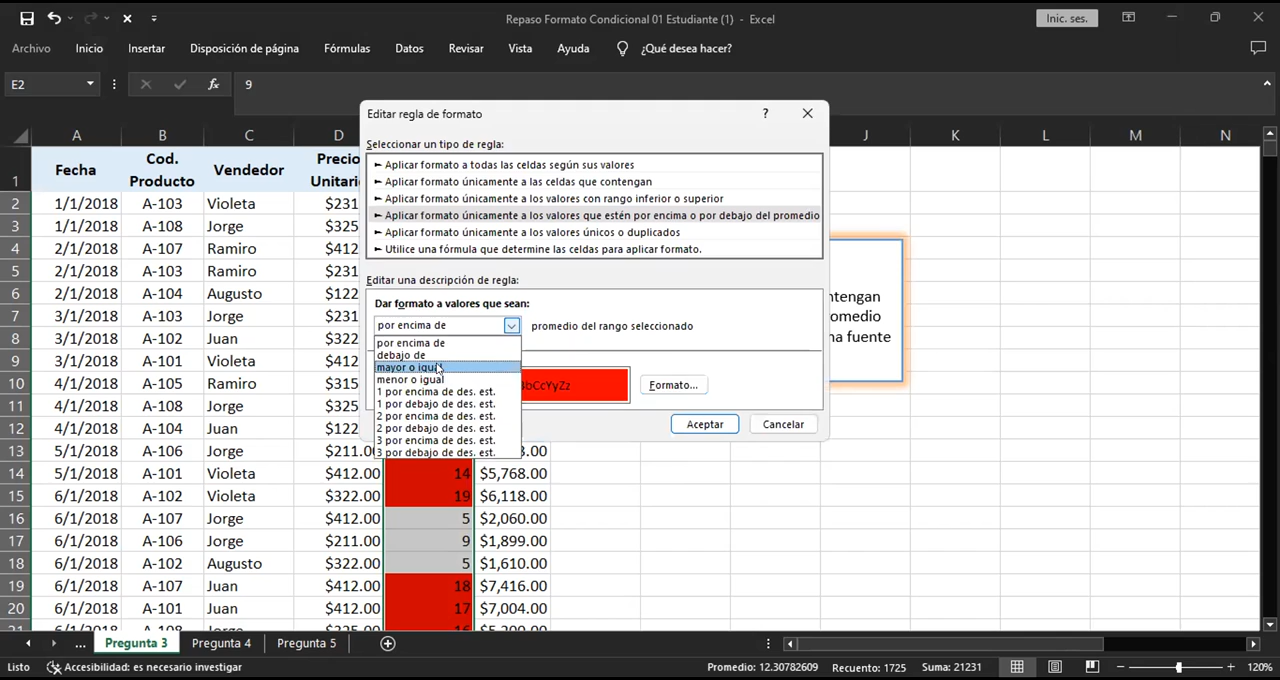 Repaso Formato Condicional 01 Estudiante (1) - Excel
Inic. ses.
Archivo Inicio Insertar Disposición de página Fórmulas Datos Revisar Vista Ayuda ¿Qué desea hacer?
E2 fx 9
Editar regla de formato ?
Seleccionar un tipo de regla:
► Aplicar formato a todas las celdas según sus valores
► Aplicar formato únicamente a las celdas que contengan
► Aplicar formato únicamente a los valores con rango inferior o superior
► Aplicar formato únicamente a los valores que estén por encima o por debajo del promedio
► Aplicar formato únicamente a los valores únicos o duplicados
► Utilice una fórmula que determine las celdas para aplicar formato.
Editar una descripción de regla:
Dar formato a valores que sean:
por encima de promedio del rango seleccionado
por encima de
debajo de
mayor o igual
menor o igual
1 por encima de des. est.
1 por debajo de des. est.
2 por encima de des. est.
2 por debajo de des. est.
3 por encima de des. est.
3 por debajo de des. est.
bCcYyZz
Formato...
Aceptar Cancelar
ntengan
omedio
na fuente
A B C D J K L M N
1 Fecha Cod. Producto Vendedor Precio Unitari
2 1/1/2018 A-103 Violeta $231
3 1/1/2018 A-108 Jorge $325
4 2/1/2018 A-107 Ramiro $412
5 2/1/2018 A-103 Ramiro $231
6 2/1/2018 A-104 Augusto $122
7 3/1/2018 A-103 Jorge $231
8 3/1/2018 A-102 Juan $322
9 3/1/2018 A-101 Violeta $412
10 4/1/2018 A-105 Ramiro $315
11 4/1/2018 A-108 Juan $325
12 4/1/2018 A-104 Juan $122
13 5/1/2018 A-106 Jorge $211.00 3.00
14 5/1/2018 A-101 Violeta $412.00 14 $5,768.00
15 6/1/2018 A-102 Violeta $322.00 19 $6,118.00
16 6/1/2018 A-107 Jorge $412.00 5 $2,060.00
17 6/1/2018 A-106 Jorge $211.00 9 $1,899.00
18 6/1/2018 A-102 Augusto $322.00 5 $1,610.00
19 6/1/2018 A-107 Juan $412.00 18 $7,416.00
20 6/1/2018 A-101 Juan $412.00 17 $7,004.00
21 6/1/2018 A-108 Jorge $325.00 16 $5,200.00
... Pregunta 3 Pregunta 4 Pregunta 5
Listo Accesibilidad: es necesario investigar Promedio: 12.30782609 Recuento: 1725 Suma: 21231 120%